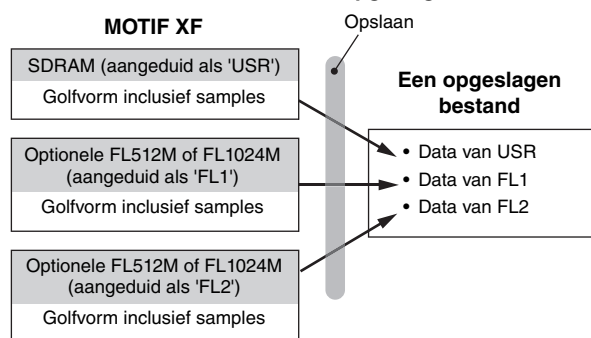 MOTIF XF
Opslaan
SDRAM (aangeduid als 'USR')
Golfvorm inclusief samples
Optionele FL512M of FL1024M
(aangeduid als 'FL1')
Golfvorm inclusief samples
Optionele FL512M of FL1024M
(aangeduid als 'FL2')
Golfvorm inclusief samples
Een opgeslagen
bestand
• Data van USR
• Data van FL1
• Data van FL2